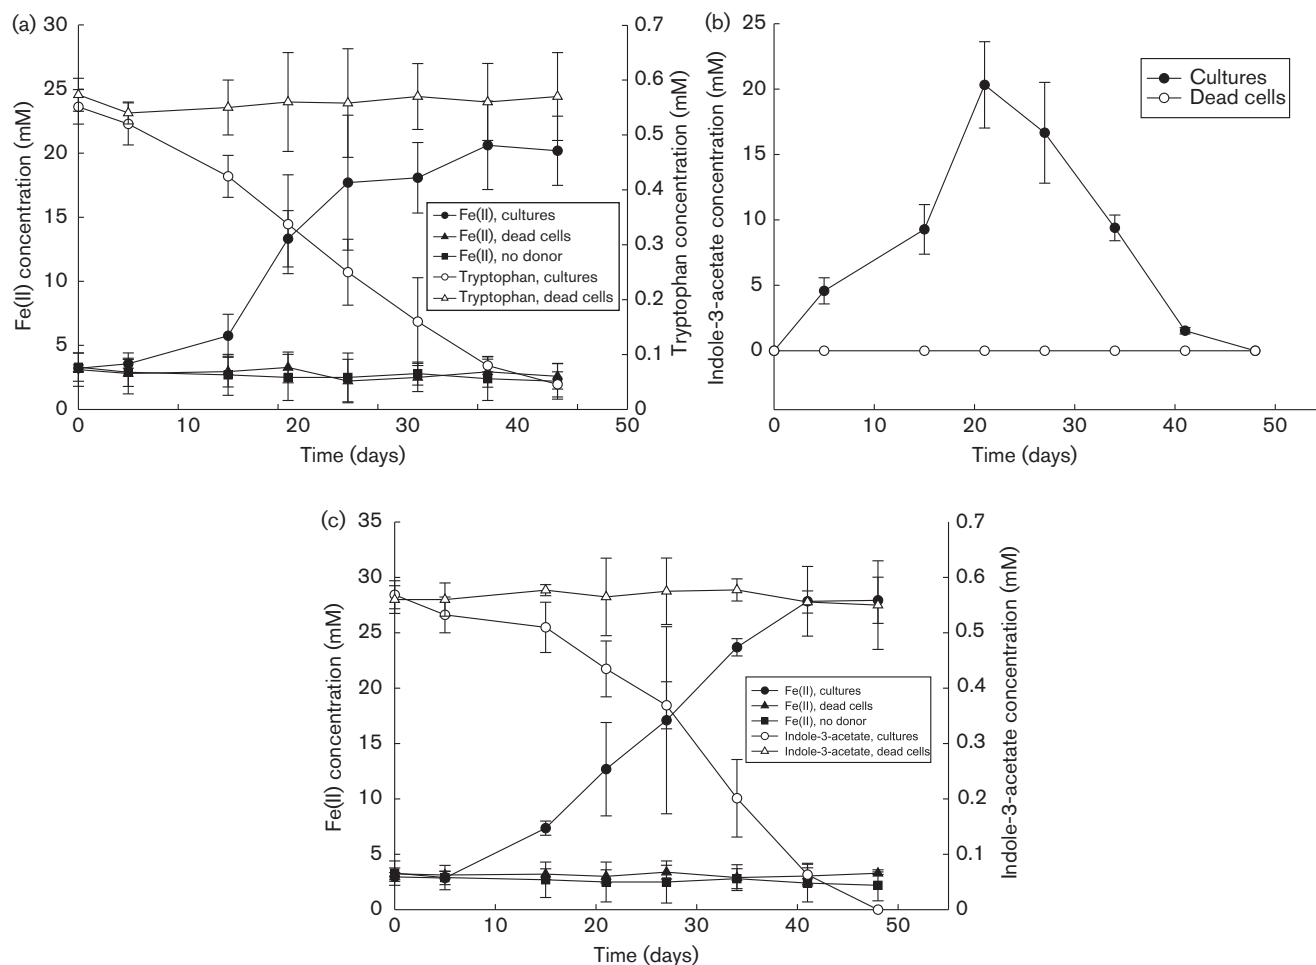 (a)
30
25
20
15
10
5
0
Fe(II) concentration (mM)
0.7
0.6
0.5
0.4
0.3
0.2
0.1
0
Tryptophan concentration (mM)
Fe(II), cultures
Fe(II), dead cells
Fe(II), no donor
Tryptophan, cultures
Tryptophan, dead cells
0 10 20 30 40 50
Time (days)
(b)
25
20
15
10
5
0
Indole-3-acetate concentration (mM)
Cultures
Dead cells
0 10 20 30 40 50
Time (days)
(c)
35
30
25
20
15
10
5
0
Fe(II) concentration (mM)
0.7
0.6
0.5
0.4
0.3
0.2
0.1
0
Indole-3-acetate concentration (mM)
Fe(II), cultures
Fe(II), dead cells
Fe(II), no donor
Indole-3-acetate, cultures
Indole-3-acetate, dead cells
0 10 20 30 40 50
Time (days)